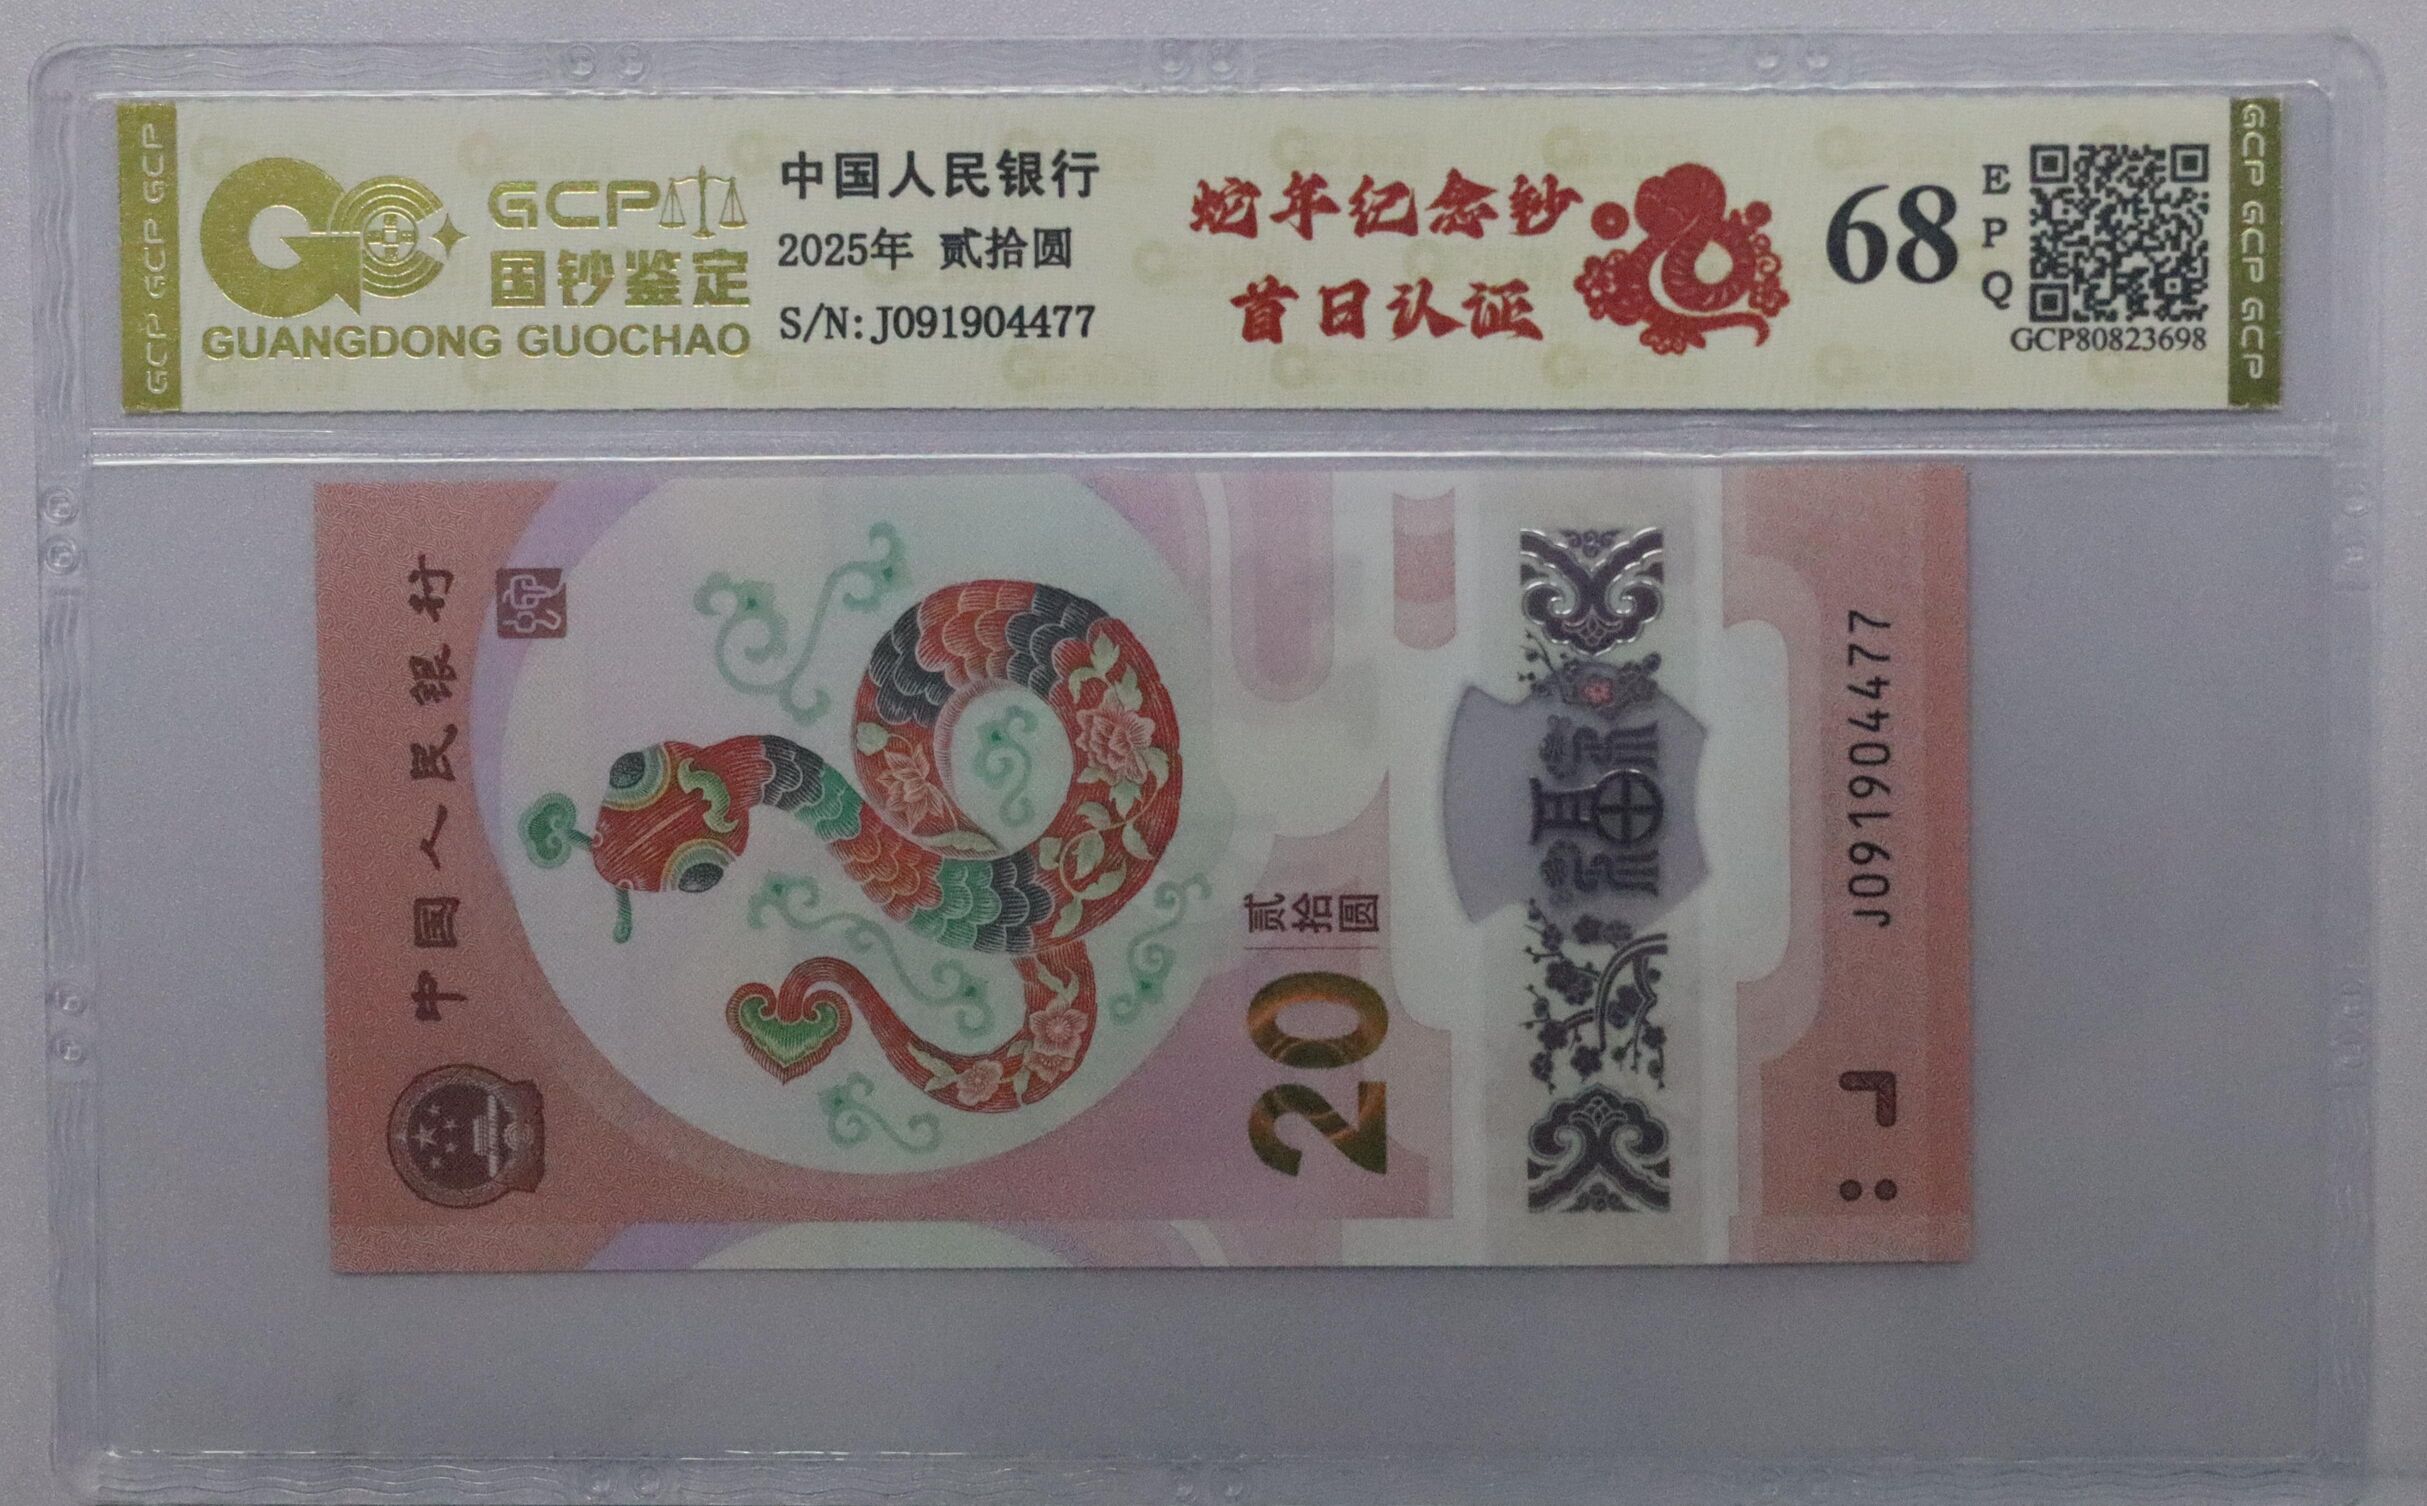 GCP GCP GCP
GCP
国钞鉴定
GUANGDONG GUOCHAO
中国人民银行
2025年 贰拾圆
S/N: J091904477
蛇年纪念钞
首日认证
68
EPQ
GCP80823698
GCP GCP GCP
中国人民银行
20
贰拾圆
福
J091904477